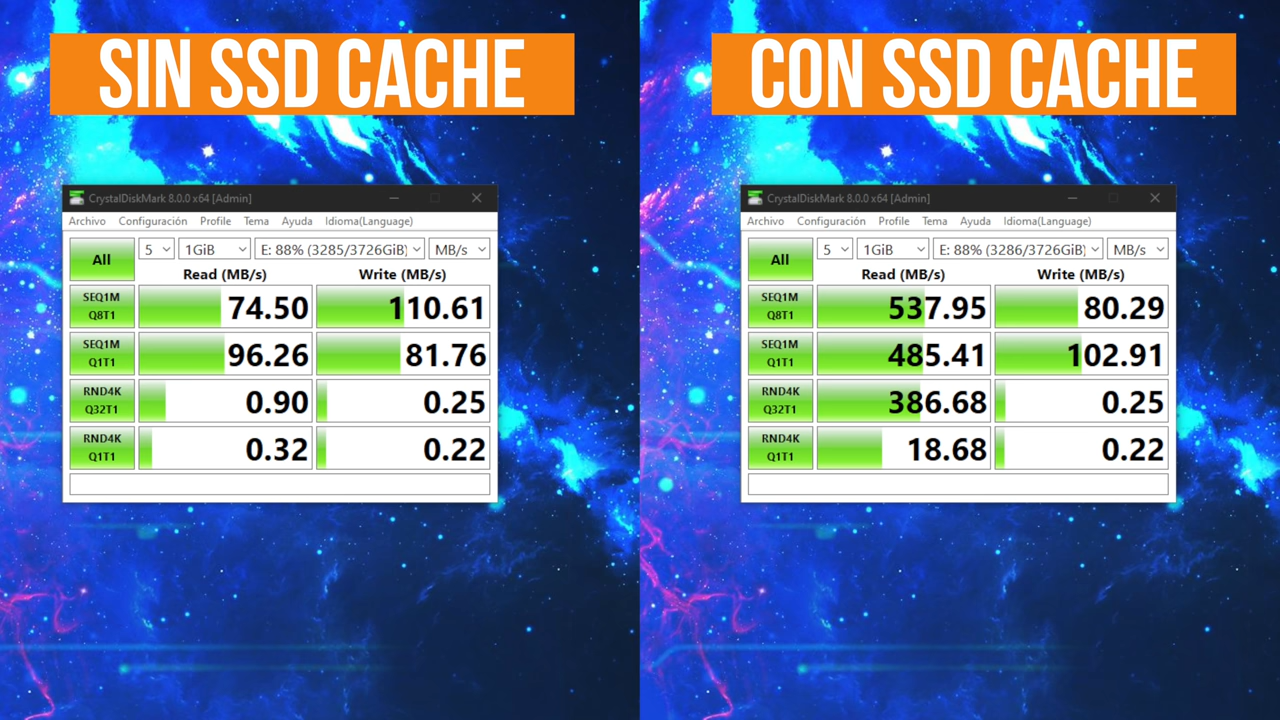 SIN SSD CACHE
CrystalDiskMark 8.0.0 x64 [Admin]
Archivo Configuración Profile Tema Ayuda Idioma(Language)
All 5 1GiB E: 88% (3285/3726GiB) MB/s
Read (MB/s) Write (MB/s)
SEQ1M Q8T1 74.50 110.61
SEQ1M Q1T1 96.26 81.76
RND4K Q32T1 0.90 0.25
RND4K Q1T1 0.32 0.22
CON SSD CACHE
CrystalDiskMark 8.0.0 x64 [Admin]
Archivo Configuración Profile Tema Ayuda Idioma(Language)
All 5 1GiB E: 88% (3286/3726GiB) MB/s
Read (MB/s) Write (MB/s)
SEQ1M Q8T1 537.95 80.29
SEQ1M Q1T1 485.41 102.91
RND4K Q32T1 386.68 0.25
RND4K Q1T1 18.68 0.22